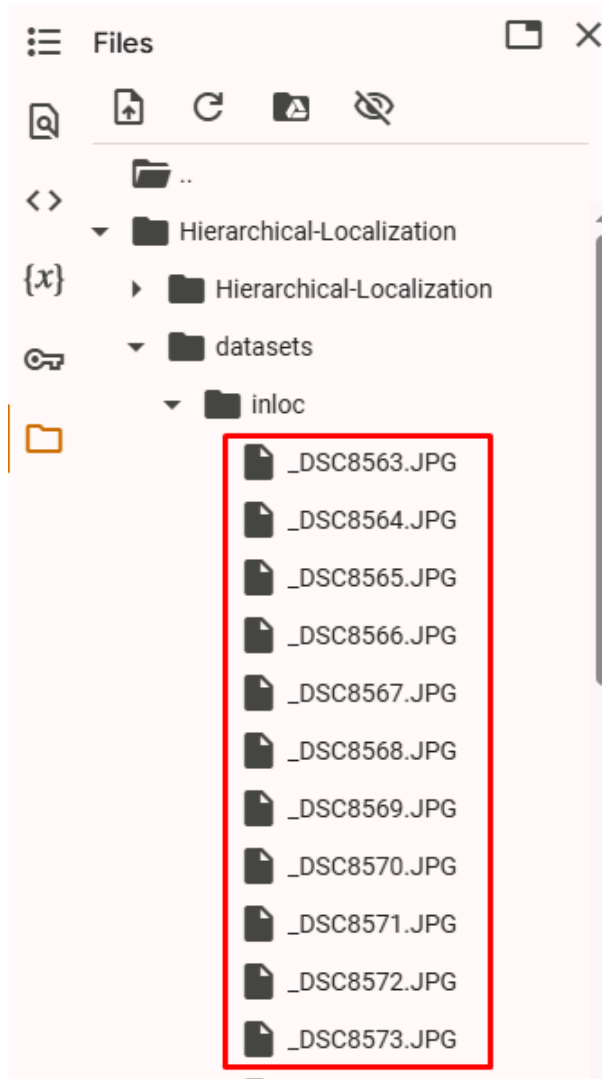 Files
..
Hierarchical-Localization
{x}
Hierarchical-Localization
datasets
inloc
_DSC8563.JPG
_DSC8564.JPG
_DSC8565.JPG
_DSC8566.JPG
_DSC8567.JPG
_DSC8568.JPG
_DSC8569.JPG
_DSC8570.JPG
_DSC8571.JPG
_DSC8572.JPG
_DSC8573.JPG